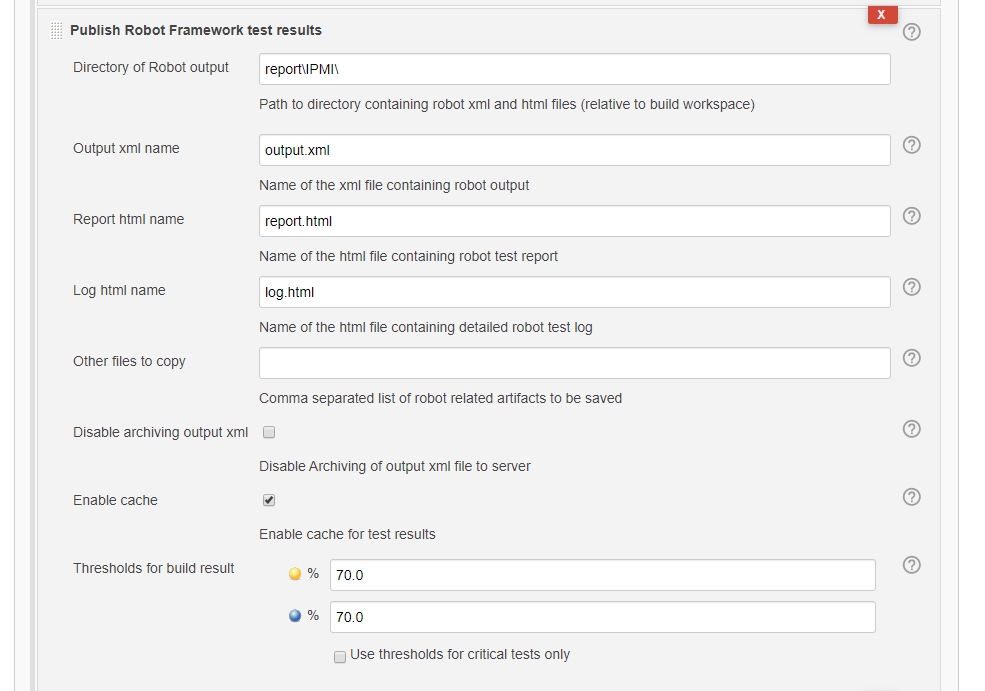 X
Publish Robot Framework test results
?
Directory of Robot output
report\IPMI\
Path to directory containing robot xml and html files (relative to build workspace)
Output xml name
output.xml
?
Name of the xml file containing robot output
Report html name
report.html
?
Name of the html file containing robot test report
Log html name
log.html
?
Name of the html file containing detailed robot test log
Other files to copy
?
Comma separated list of robot related artifacts to be saved
Disable archiving output xml
?
Disable Archiving of output xml file to server
Enable cache
?
Enable cache for test results
Thresholds for build result
% 70.0
?
% 70.0
Use thresholds for critical tests only